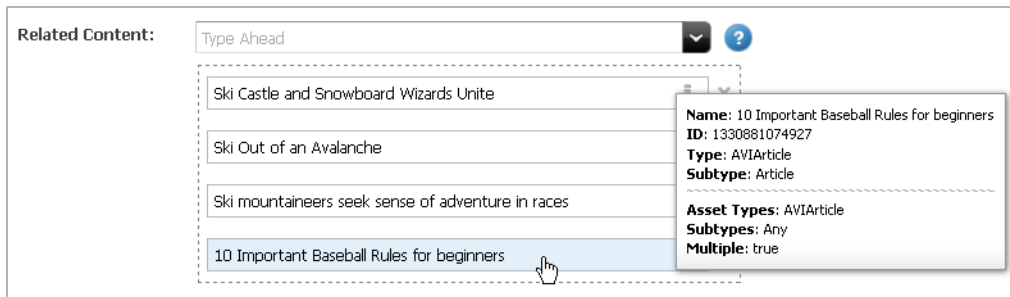 Related Content:
Type Ahead
?
Ski Castle and Snowboard Wizards Unite
Ski Out of an Avalanche
Ski mountaineers seek sense of adventure in races
10 Important Baseball Rules for beginners
Name: 10 Important Baseball Rules for beginners
ID: 1330881074927
Type: AVIArticle
Subtype: Article
Asset Types: AVIArticle
Subtypes: Any
Multiple: true